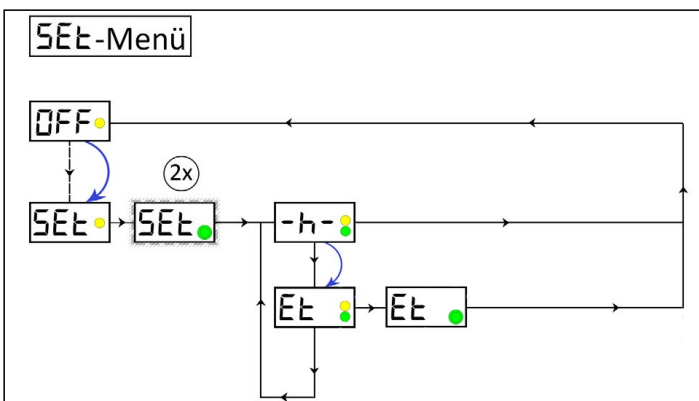 SEt-Menü
OFF
2x
SEt SEt -h-
Et Et